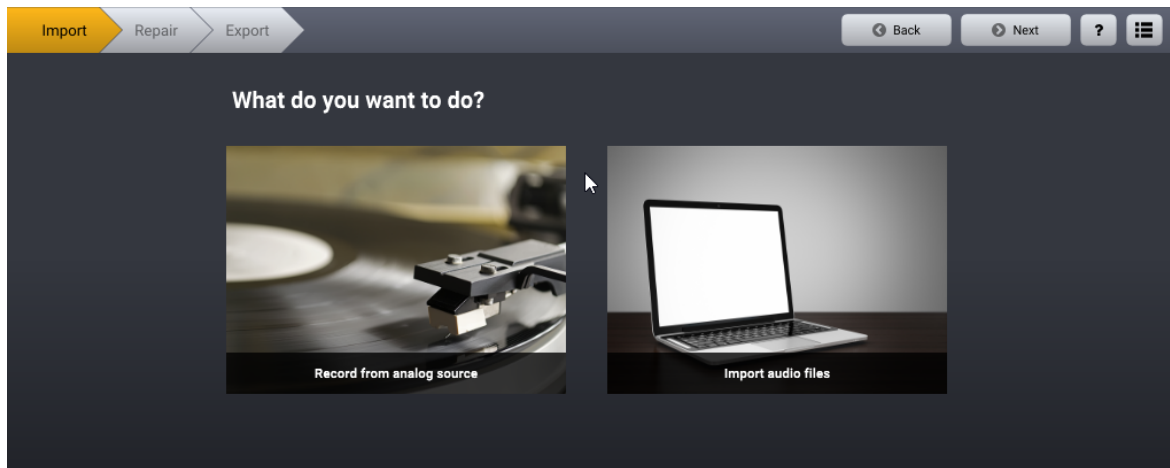 Import Repair Export Back Next ?
What do you want to do?
Record from analog source Import audio files